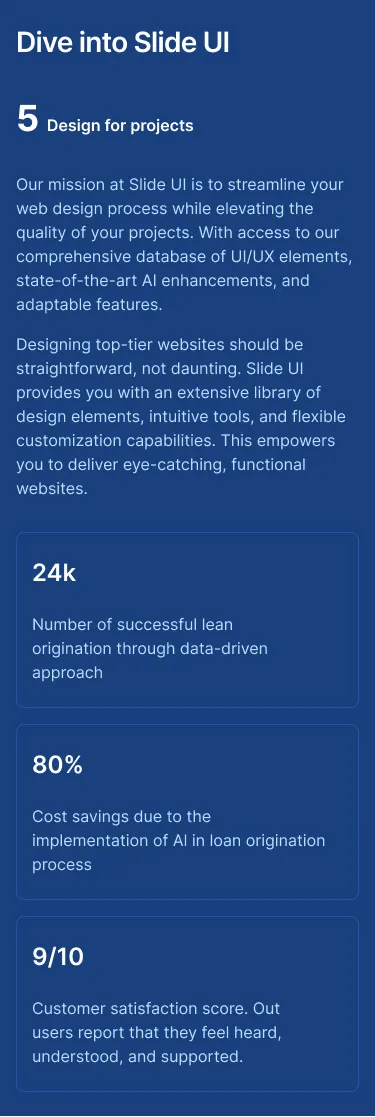 Dive into Slide UI
5 Design for projects
Our mission at Slide UI is to streamline your
web design process while elevating the
quality of your projects. With access to our
comprehensive database of UI/UX elements,
state-of-the-art AI enhancements, and
adaptable features.
Designing top-tier websites should be
straightforward, not daunting. Slide UI
provides you with an extensive library of
design elements, intuitive tools, and flexible
customization capabilities. This empowers
you to deliver eye-catching, functional
websites.
24k
Number of successful lean
origination through data-driven
approach
80%
Cost savings due to the
implementation of AI in loan origination
process
9/10
Customer satisfaction score. Out
users report that they feel heard,
understood, and supported.